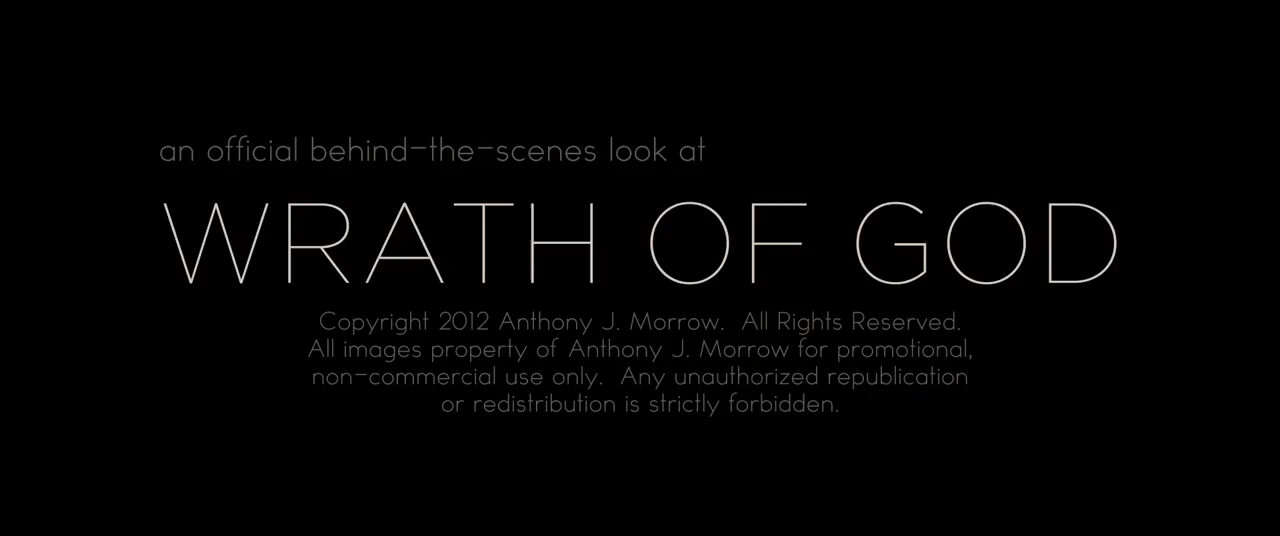 an official behind-the-scenes look at
WRATH OF GOD
Copyright 2012 Anthony J. Morrow.  All Rights Reserved.
All images property of Anthony J. Morrow for promotional,
non-commercial use only.  Any unauthorized republication
or redistribution is strictly forbidden.